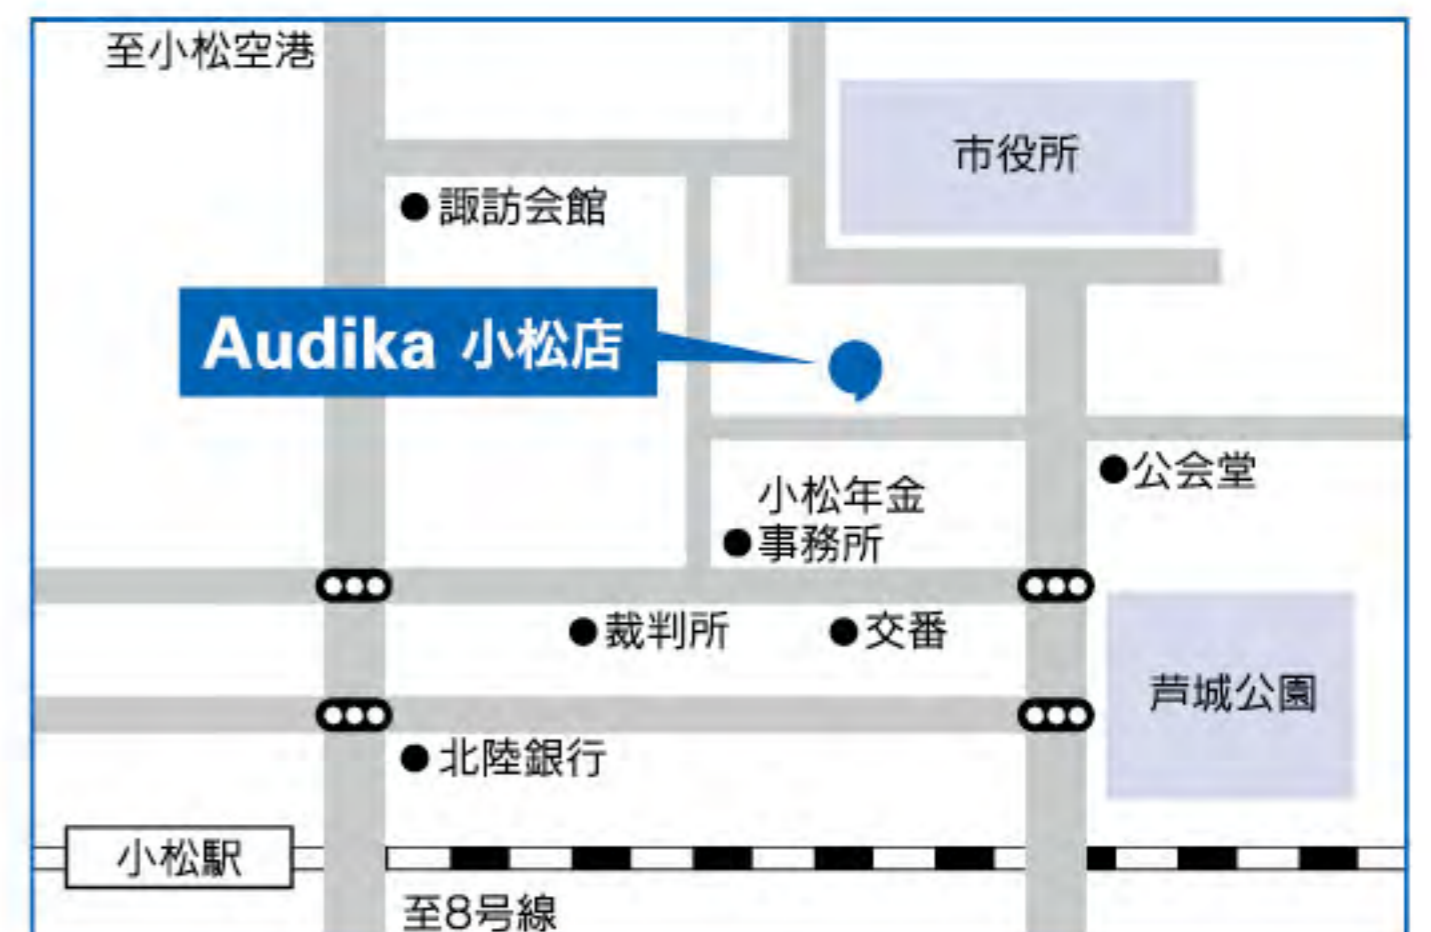 至小松空港
市役所
諏訪会館
Audika 小松店
公会堂
小松年金
事務所
裁判所
交番
芦城公園
北陸銀行
小松駅
至8号線